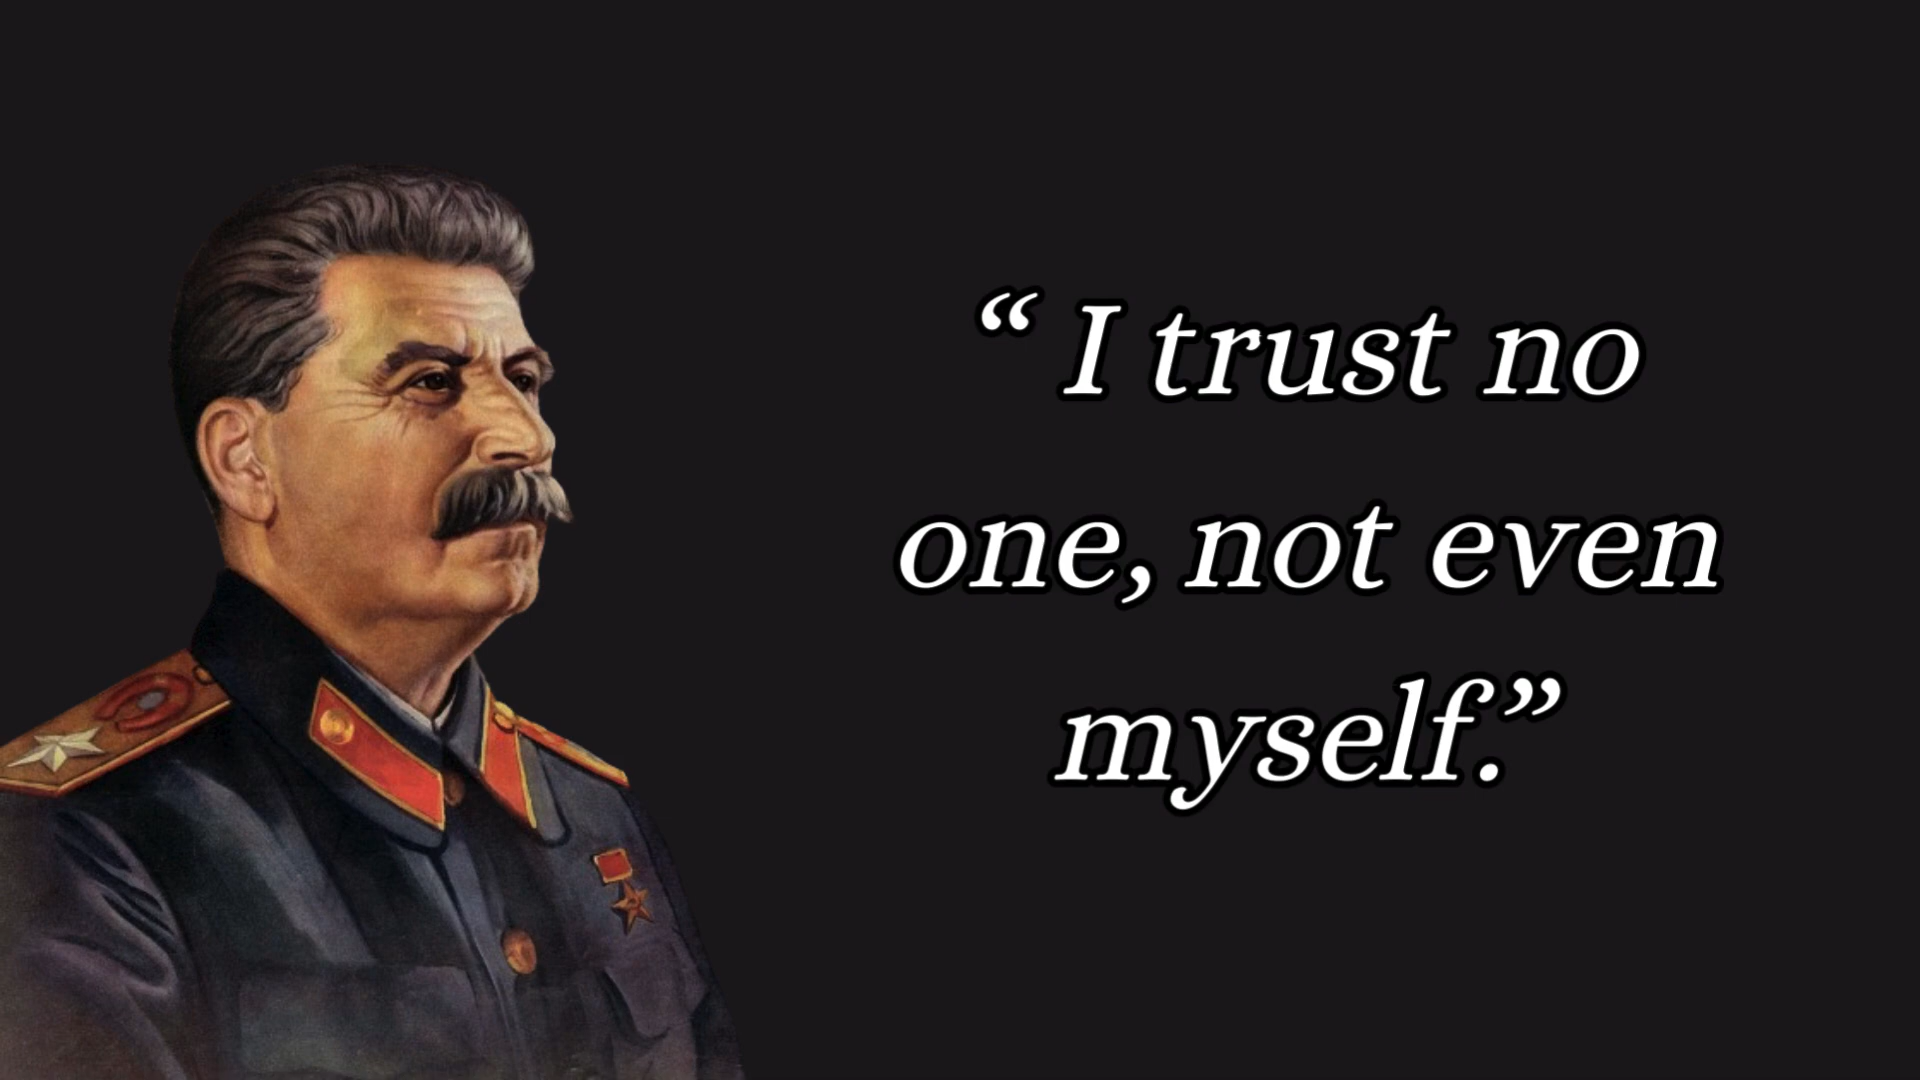 “ I trust no
one, not even
myself.”